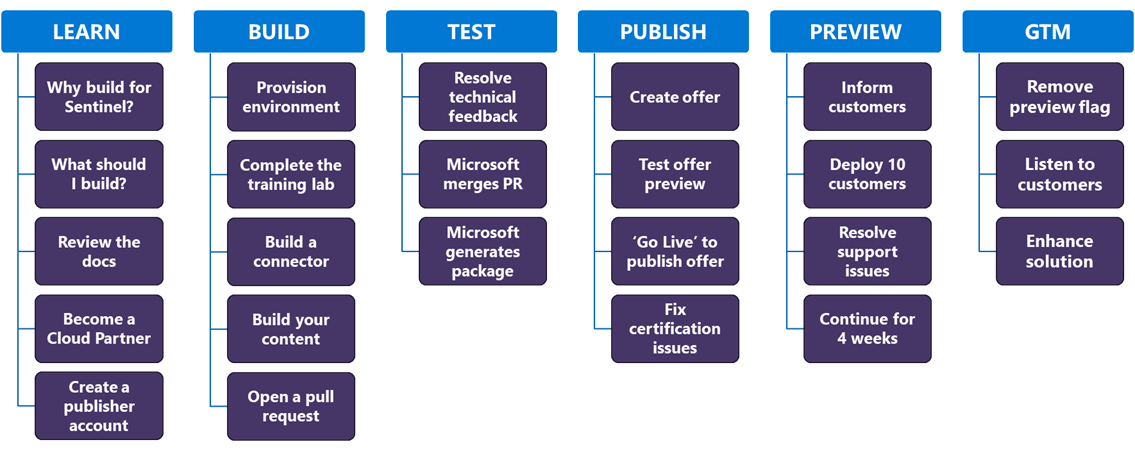 LEARN
Why build for
Sentinel?
What should
I build?
Review the
docs
Become a
Cloud Partner
Create a
publisher
account
BUILD
Provision
environment
Complete the
training lab
Build a
connector
Build your
content
Open a pull
request
TEST
Resolve
technical
feedback
Microsoft
merges PR
Microsoft
generates
package
PUBLISH
Create offer
Test offer
preview
‘Go Live’ to
publish offer
Fix
certification
issues
PREVIEW
Inform
customers
Deploy 10
customers
Resolve
support
issues
Continue for
4 weeks
GTM
Remove
preview flag
Listen to
customers
Enhance
solution